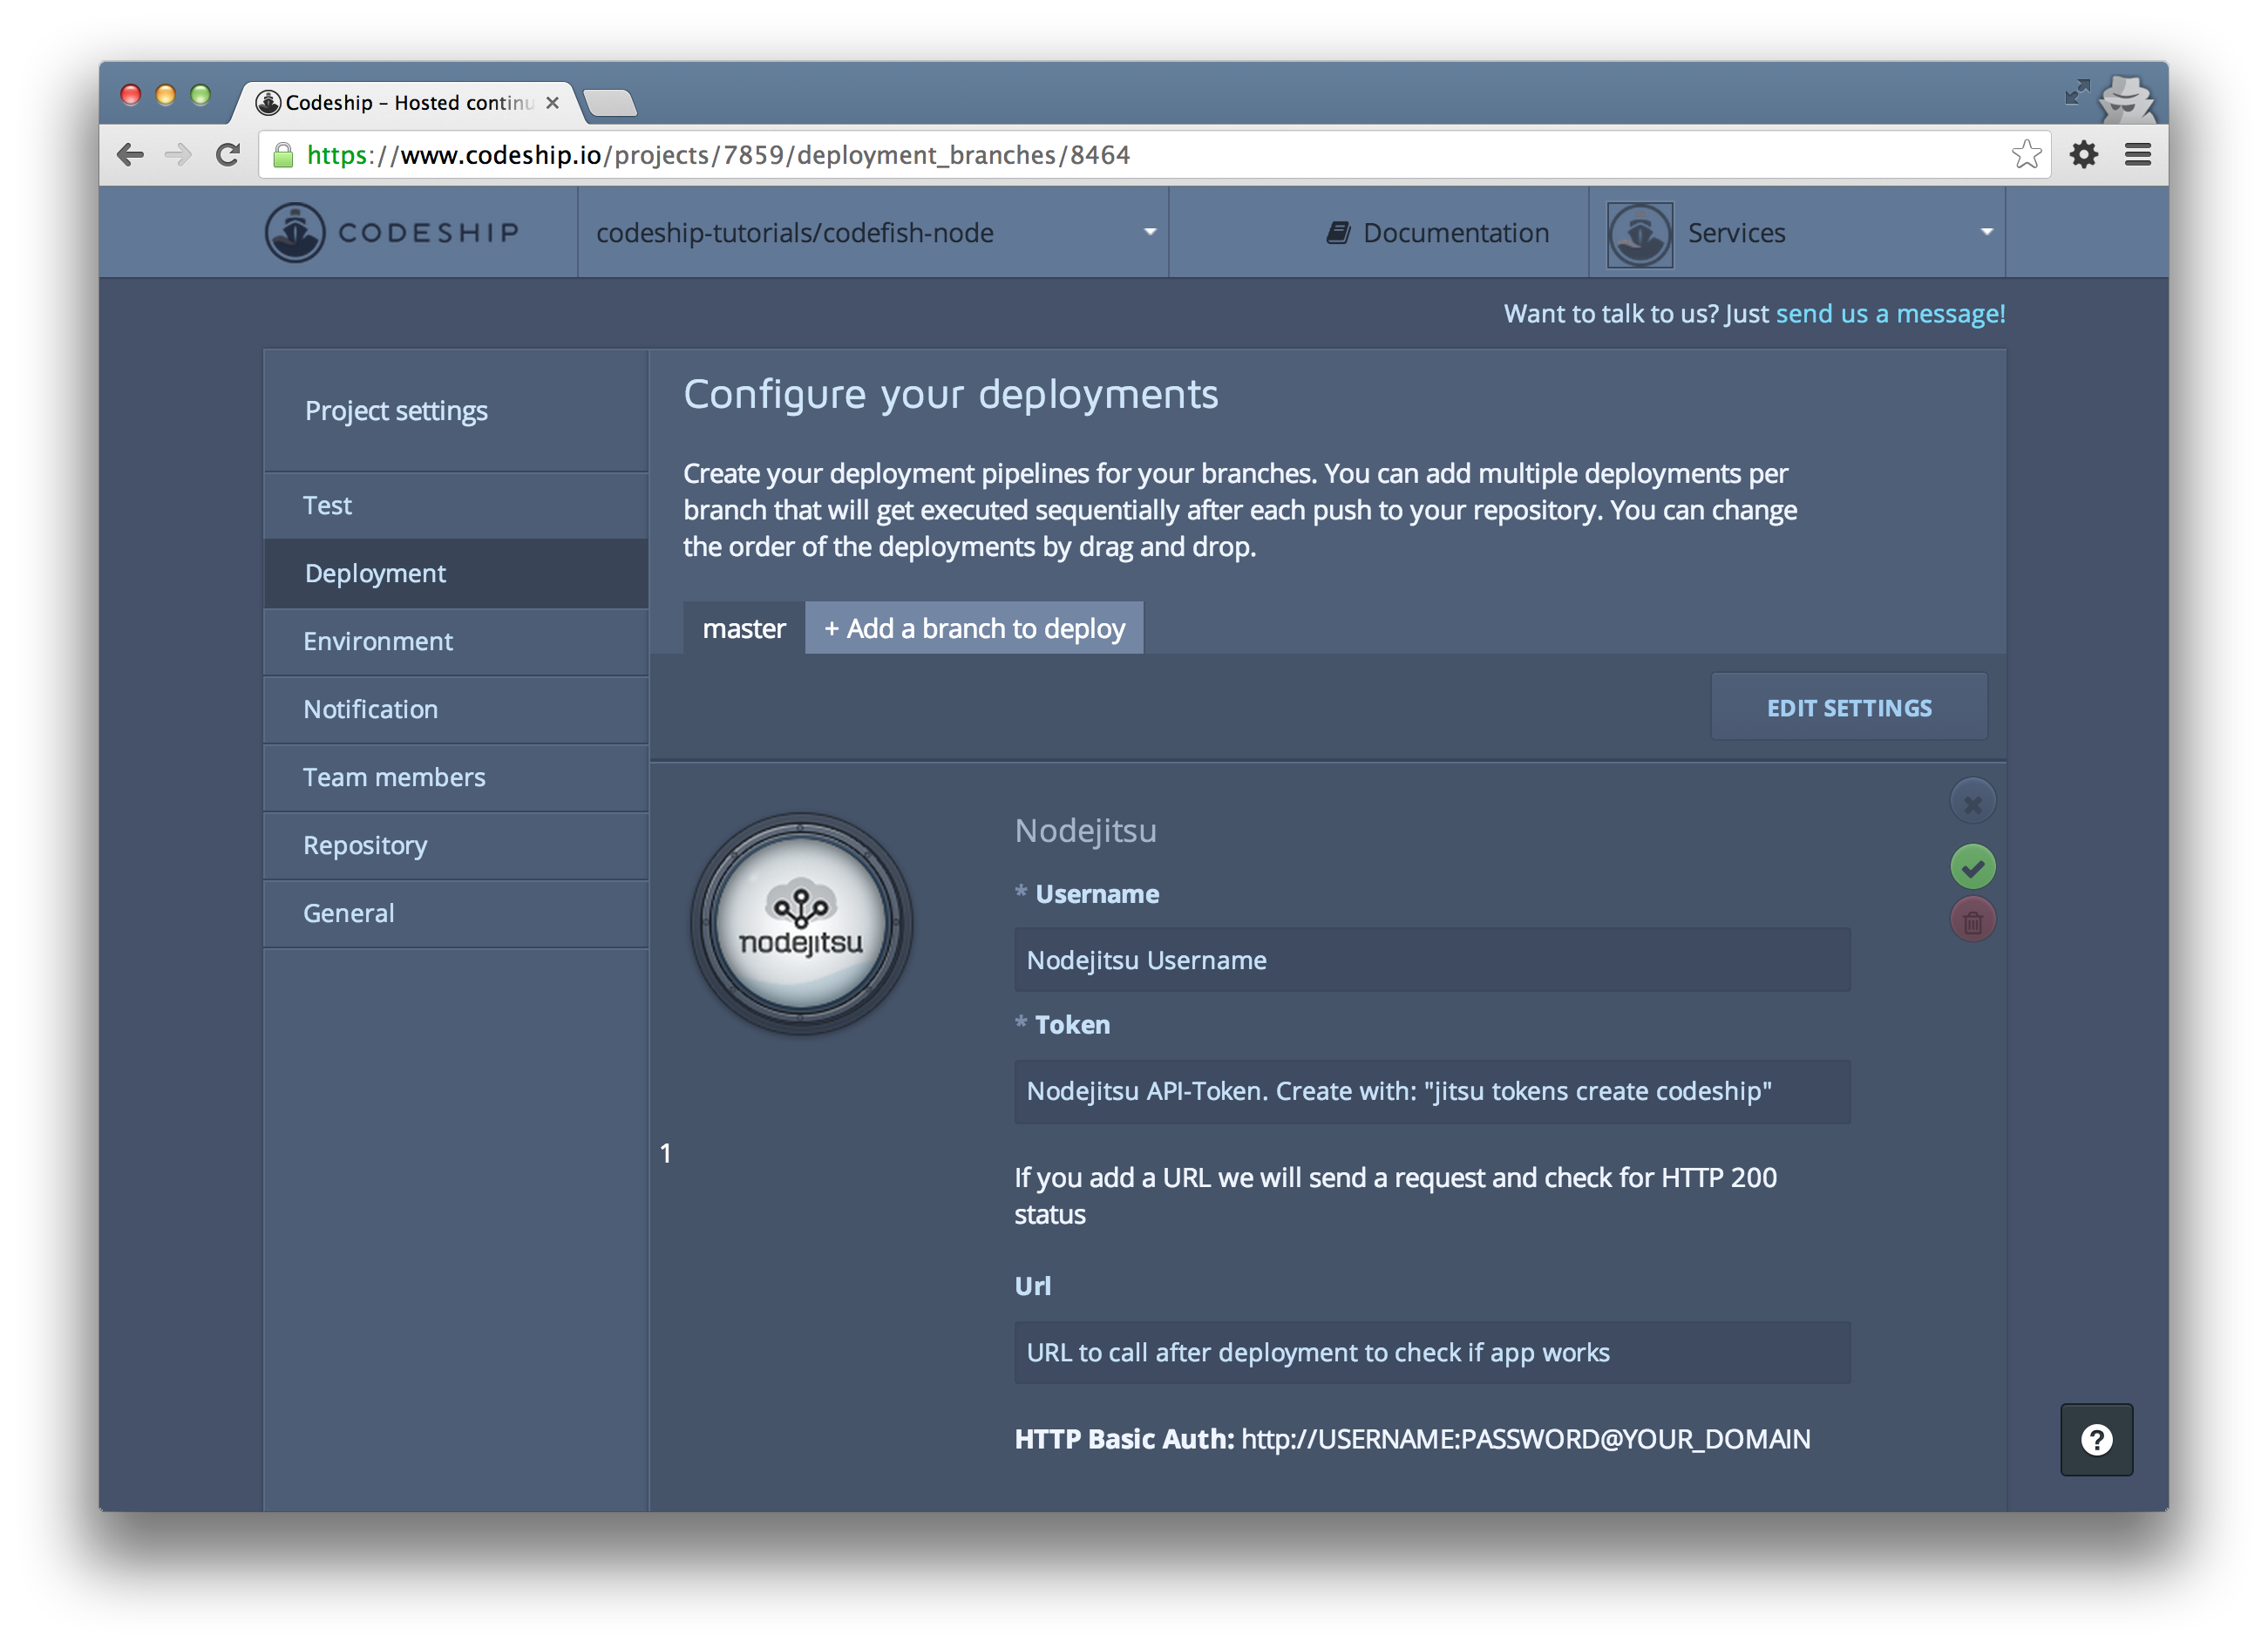 Codeship – Hosted continu
https://www.codeship.io/projects/7859/deployment_branches/8464
CODESHIP
codeship-tutorials/codefish-node
Documentation
Services
Want to talk to us? Just send us a message!
Project settings
Test
Deployment
Environment
Notification
Team members
Repository
General
Configure your deployments
Create your deployment pipelines for your branches. You can add multiple deployments per
branch that will get executed sequentially after each push to your repository. You can change
the order of the deployments by drag and drop.
master
+ Add a branch to deploy
EDIT SETTINGS
1
nodejitsu
Nodejitsu
* Username
Nodejitsu Username
* Token
Nodejitsu API-Token. Create with: "jitsu tokens create codeship"
If you add a URL we will send a request and check for HTTP 200
status
Url
URL to call after deployment to check if app works
HTTP Basic Auth: http://USERNAME:PASSWORD@YOUR_DOMAIN
?